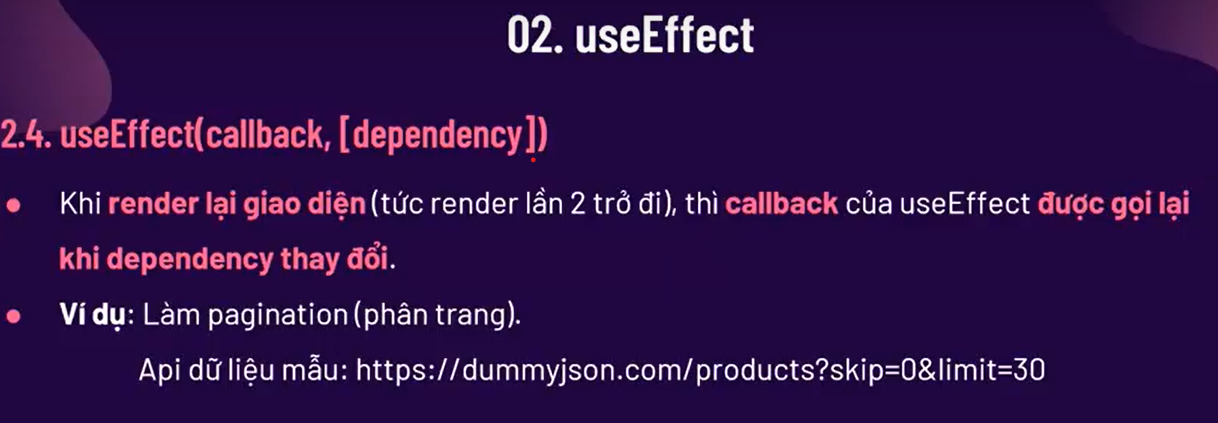 02. useEffect
2.4. useEffect(callback, [dependency])
● Khi render lại giao diện (tức render lần 2 trở đi), thì callback của useEffect được gọi lại
khi dependency thay đổi.
● Ví dụ: Làm pagination (phân trang).
Api dữ liệu mẫu: https://dummyjson.com/products?skip=0&limit=30